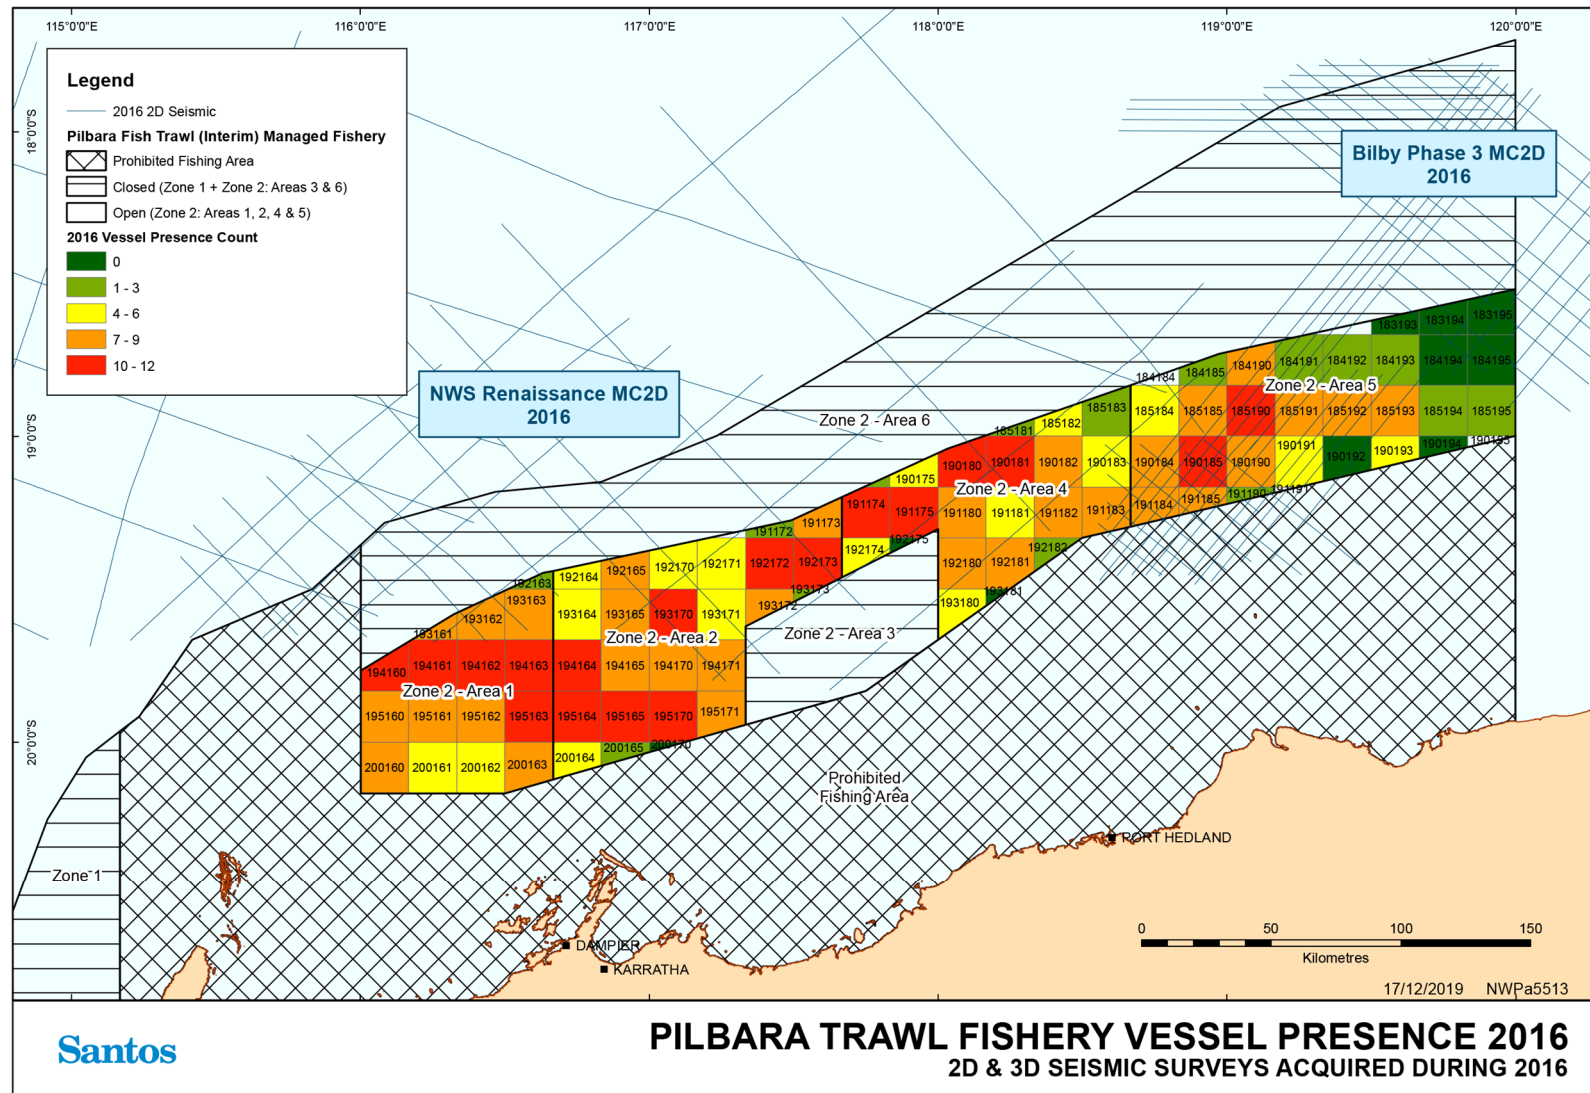 115°0'0"E
116°0'0"E
117°0'0"E
118°0'0"E
119°0'0"E
120°0'0"E
18°0'0"S
19°0'0"S
20°0'0"S
Legend
2016 2D Seismic
Pilbara Fish Trawl (Interim) Managed Fishery
Prohibited Fishing Area
Closed (Zone 1 + Zone 2: Areas 3 & 6)
Open (Zone 2: Areas 1, 2, 4 & 5)
2016 Vessel Presence Count
0
1 - 3
4 - 6
7 - 9
10 - 12
Bilby Phase 3 MC2D
2016
NWS Renaissance MC2D
2016
183193 183194 183195
184184 184185 184190 184191 184192 184193 184194 184195
Zone 2 - Area 5
Zone 2 - Area 6
185181 185182 185183 185184 185185 185190 185191 185192 185193 185194 185195
190175 190180 190181 190182 190183 190184 190185 190190 190191 190192 190193 190194 190195
Zone 2 - Area 4
191172 191173 191174 191175 191180 191181 191182 191183 191184 191185 191190 191191
192163 192164 192165 192170 192171 192172 192173 192174 192175 192180 192181 192182
193161 193162 193163 193164 193165 193170 193171 193172 193173 193180 193181
Zone 2 - Area 2
Zone 2 - Area 3
194160 194161 194162 194163 194164 194165 194170 194171
Zone 2 - Area 1
195160 195161 195162 195163 195164 195165 195170 195171
200160 200161 200162 200163 200164 200165 200170
Prohibited
Fishing Area
Zone 1
PORT HEDLAND
DAMPIER
KARRATHA
0 50 100 150
Kilometres
17/12/2019 NWPa5513
Santos
PILBARA TRAWL FISHERY VESSEL PRESENCE 2016
2D & 3D SEISMIC SURVEYS ACQUIRED DURING 2016